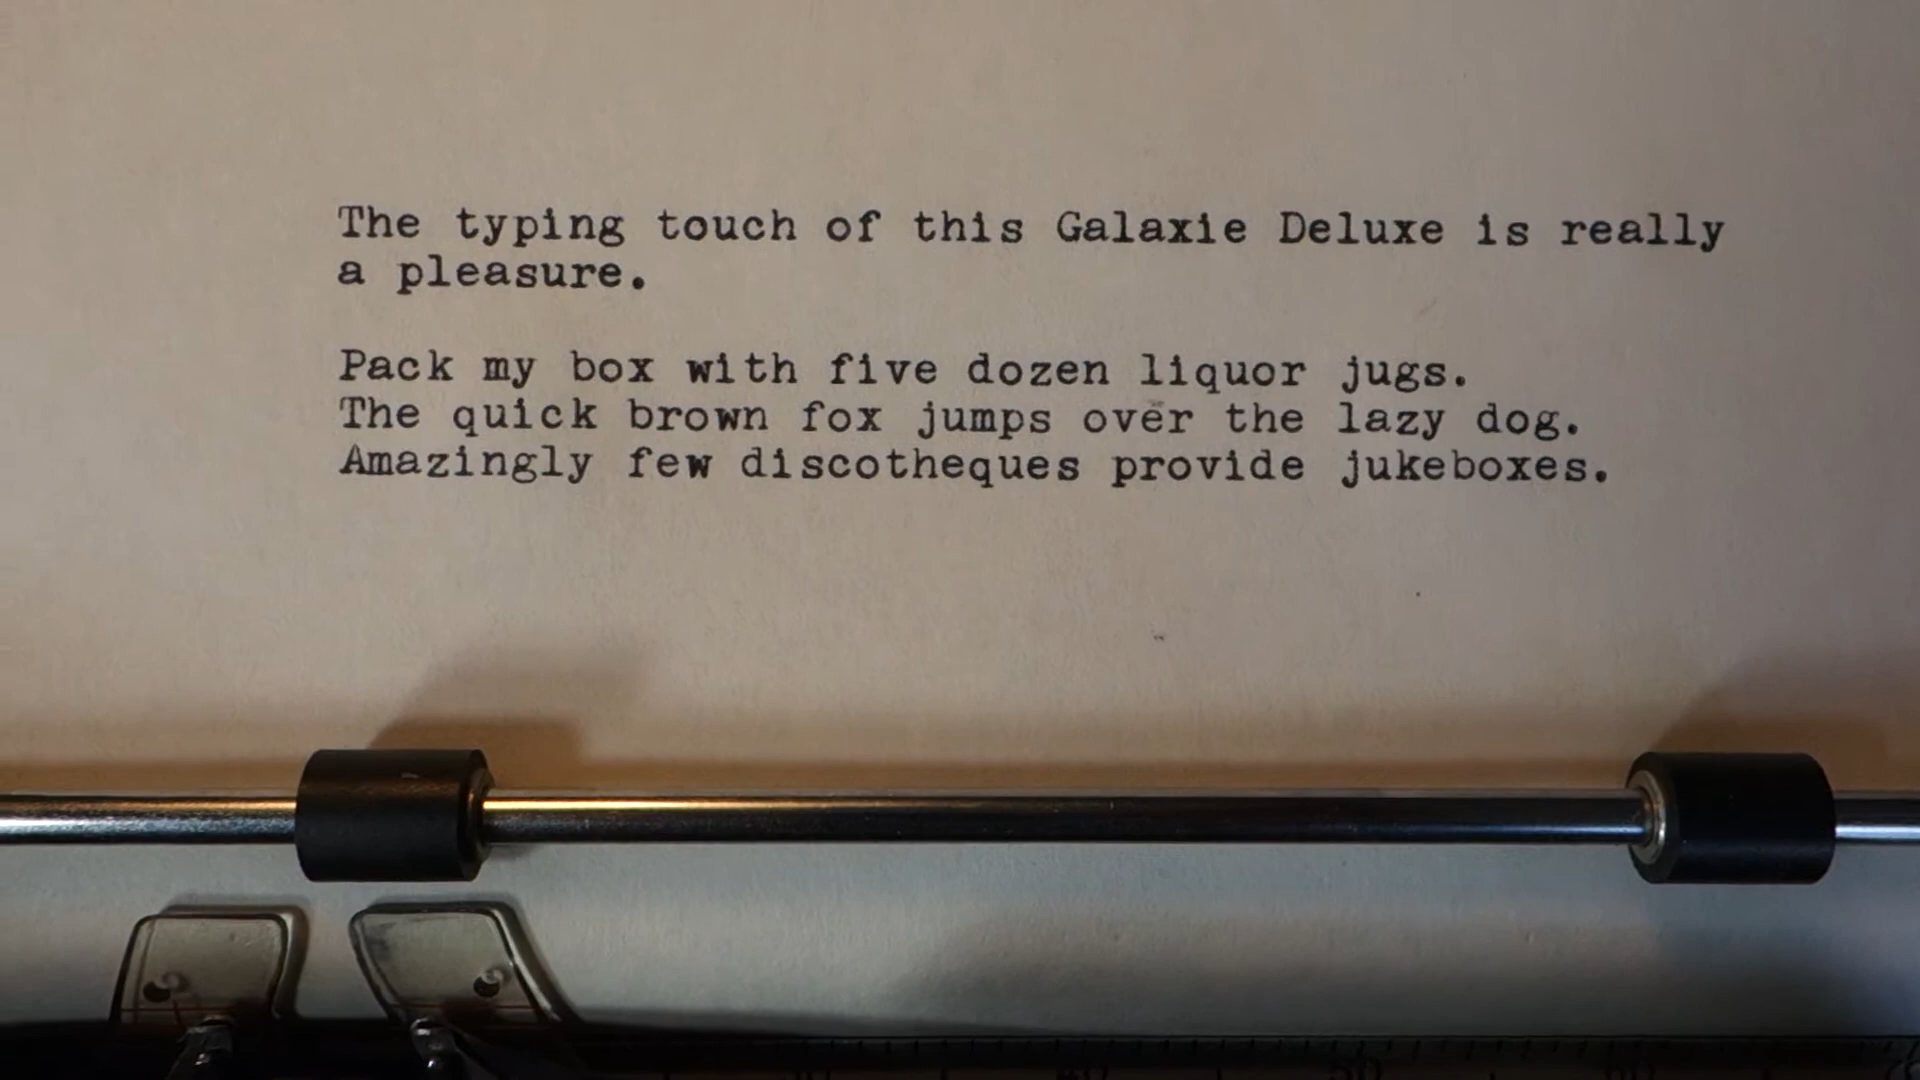 The typing touch of this Galaxie Deluxe is really
a pleasure.
Pack my box with five dozen liquor jugs.
The quick brown fox jumps over the lazy dog.
Amazingly few discotheques provide jukeboxes.